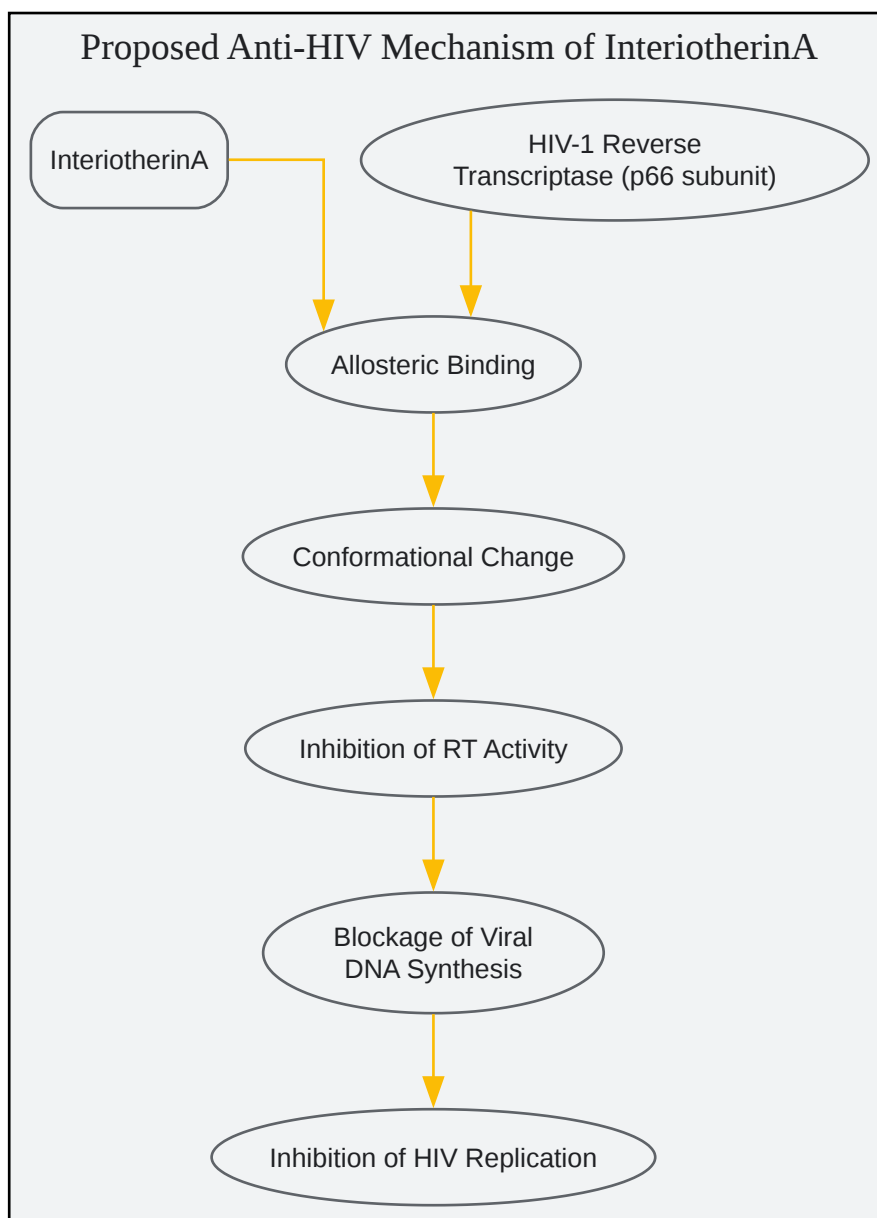 Proposed Anti-HIV Mechanism of InteriotherinA
InteriotherinA
HIV-1 Reverse
Transcriptase (p66 subunit)
Allosteric Binding
Conformational Change
Inhibition of RT Activity
Blockage of Viral
DNA Synthesis
Inhibition of HIV Replication